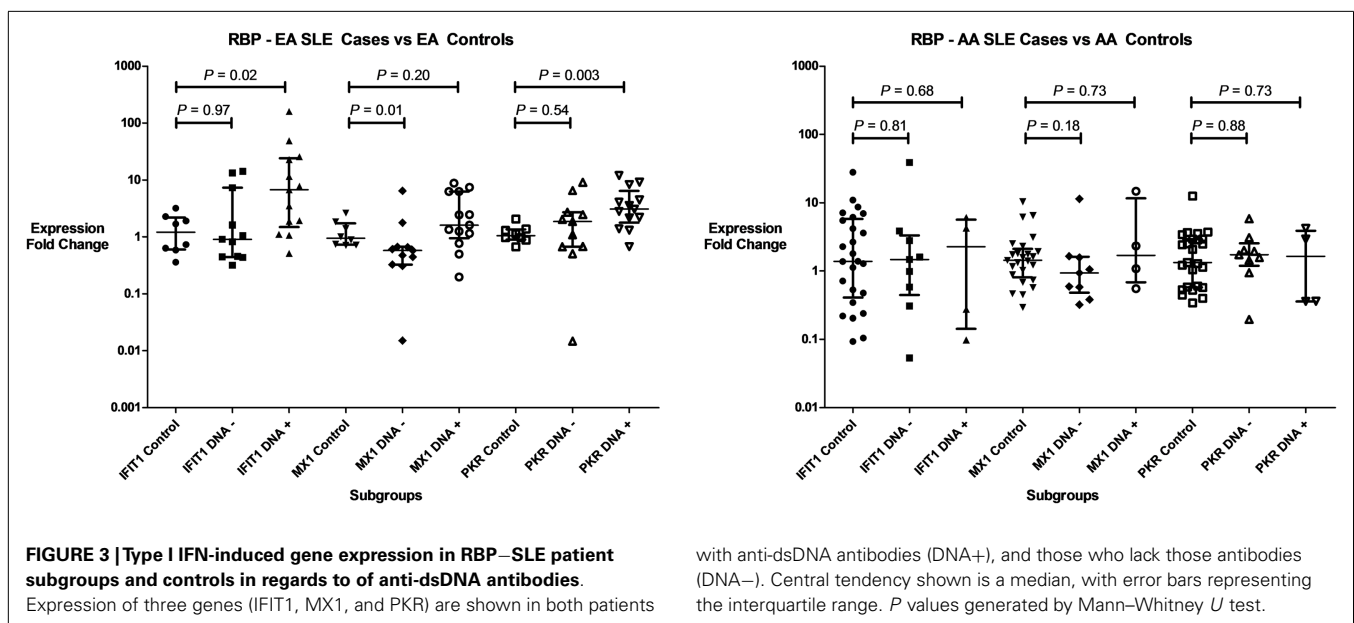 RBP - EA SLE Cases vs EA Controls
1000
100
10
1
0.1
0.01
0.001
Expression
Fold Change
P = 0.02
P = 0.97
P = 0.20
P = 0.01
P = 0.003
P = 0.54
IFIT1 Control
IFIT1 DNA -
IFIT1 DNA +
MX1 Control
MX1 DNA -
MX1 DNA +
PKR Control
PKR DNA -
PKR DNA +
Subgroups
RBP - AA SLE Cases vs AA Controls
1000
100
10
1
0.1
0.01
Expression
Fold Change
P = 0.68
P = 0.81
P = 0.73
P = 0.18
P = 0.73
P = 0.88
IFIT1 Control
IFIT1 DNA -
IFIT1 DNA +
MX1 Control
MX1 DNA -
MX1 DNA +
PKR Control
PKR DNA -
PKR DNA +
Subgroups
FIGURE 3 | Type I IFN-induced gene expression in RBP−SLE patient
subgroups and controls in regards to of anti-dsDNA antibodies.
Expression of three genes (IFIT1, MX1, and PKR) are shown in both patients
with anti-dsDNA antibodies (DNA+), and those who lack those antibodies
(DNA−). Central tendency shown is a median, with error bars representing
the interquartile range. P values generated by Mann–Whitney U test.